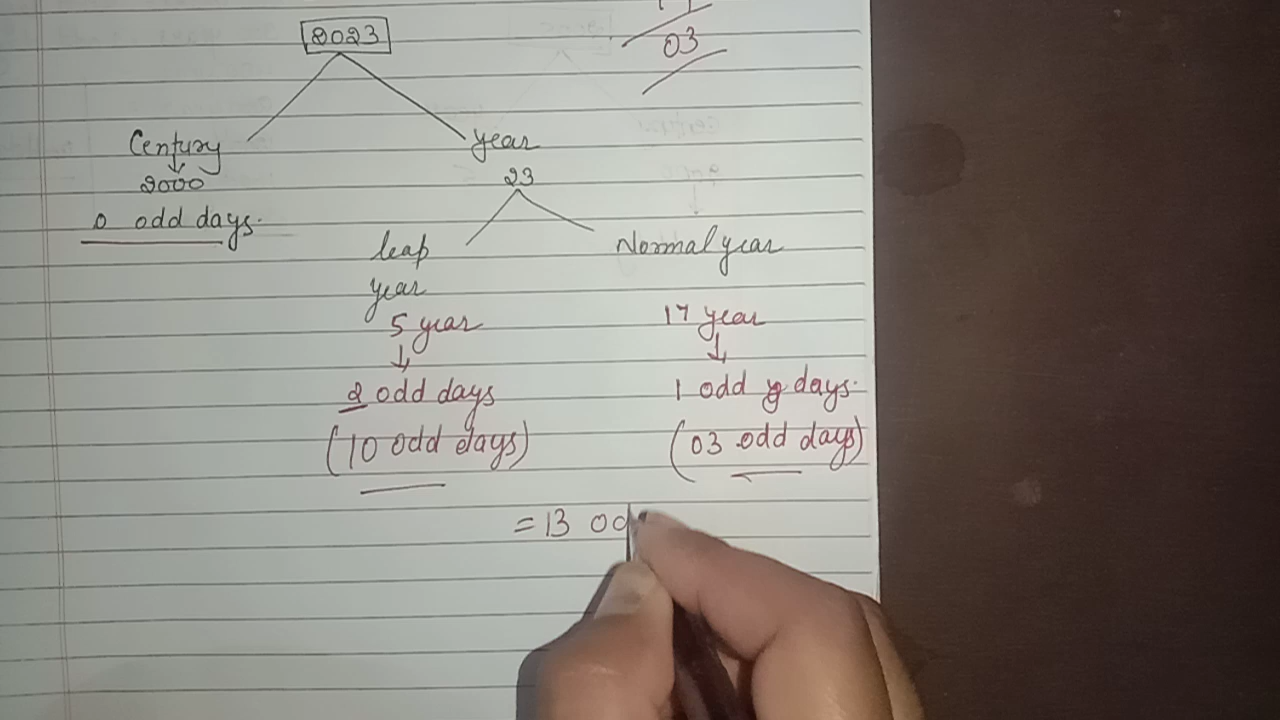 2023
03
Century year
2000 23
0 odd days.
leap Normal year
year
5 year 17 year
2 odd days 1 odd days.
(10 odd days) (03 odd days)
= 13 od